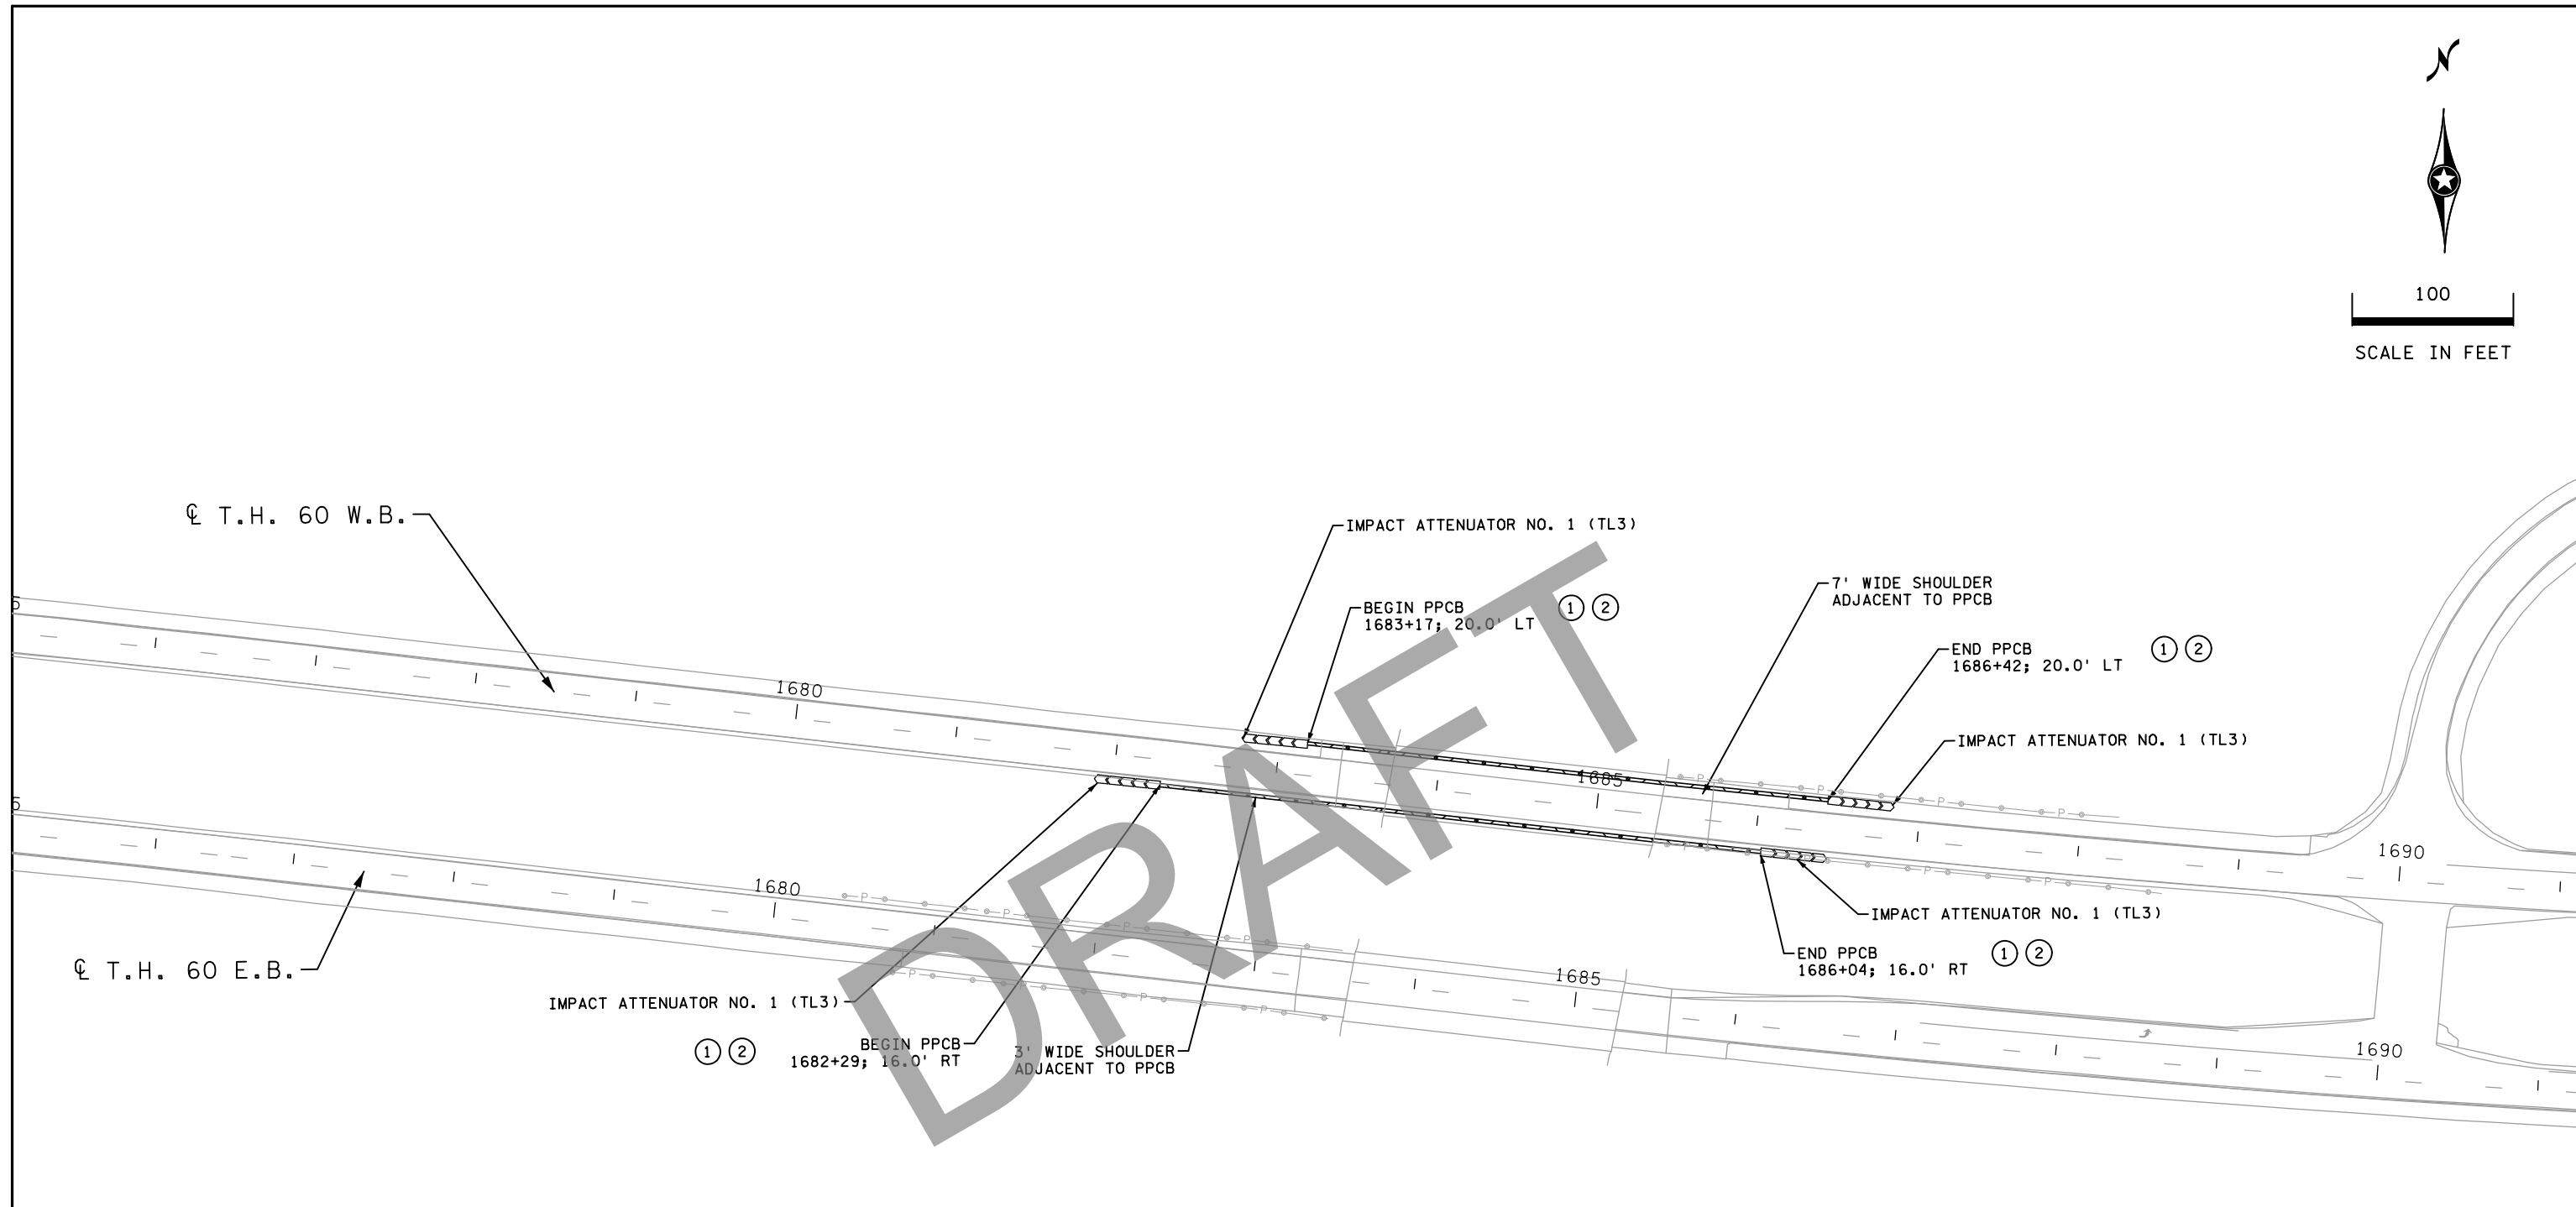 N
100
SCALE IN FEET
℄ T.H. 60 W.B.
IMPACT ATTENUATOR NO. 1 (TL3)
BEGIN PPCB ① ②
1683+17; 20.0' LT
7' WIDE SHOULDER
ADJACENT TO PPCB
END PPCB ① ②
1686+42; 20.0' LT
IMPACT ATTENUATOR NO. 1 (TL3)
5
1680
1685
1690
5
1680
1685
1690
IMPACT ATTENUATOR NO. 1 (TL3)
END PPCB ① ②
1686+04; 16.0' RT
℄ T.H. 60 E.B.
IMPACT ATTENUATOR NO. 1 (TL3)
① ② BEGIN PPCB
1682+29; 16.0' RT
3' WIDE SHOULDER
ADJACENT TO PPCB
P
P
P
P
P
P
P
P
P
P
P
P
P
DRAFT